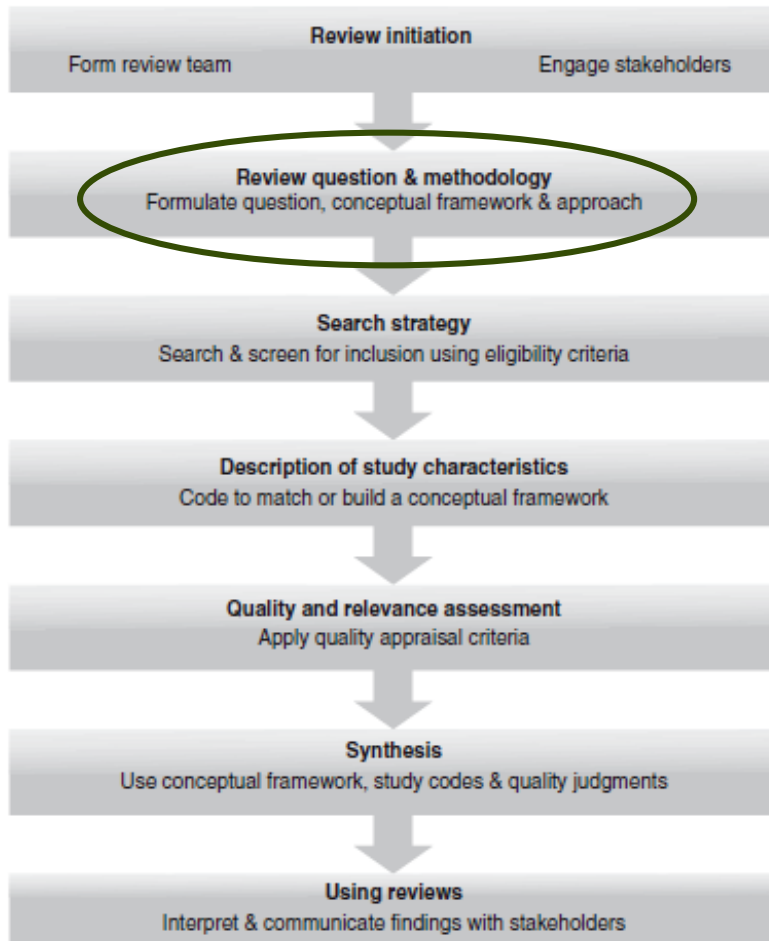 Review initiation
Form review team Engage stakeholders
Review question & methodology
Formulate question, conceptual framework & approach
Search strategy
Search & screen for inclusion using eligibility criteria
Description of study characteristics
Code to match or build a conceptual framework
Quality and relevance assessment
Apply quality appraisal criteria
Synthesis
Use conceptual framework, study codes & quality judgments
Using reviews
Interpret & communicate findings with stakeholders